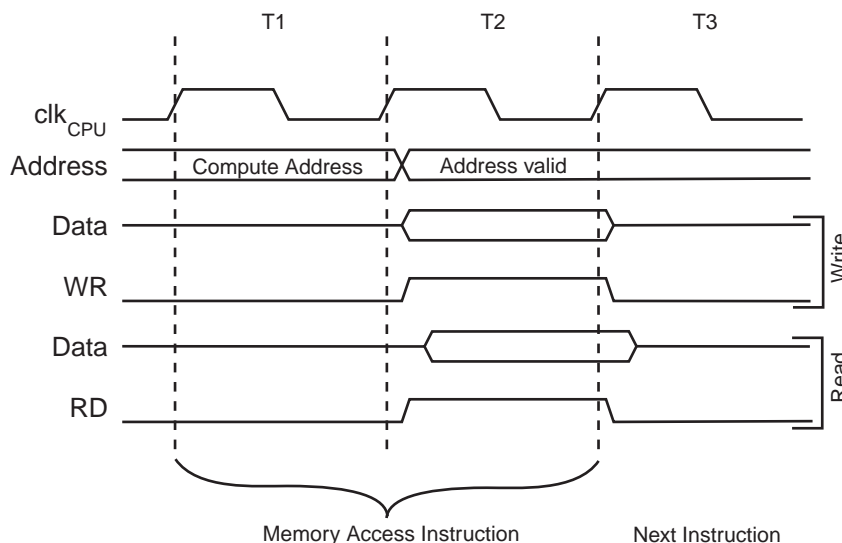 T1 T2 T3
clkCPU
Address Compute Address Address valid
Data
WR
Write
Data
RD
Read
Memory Access Instruction Next Instruction